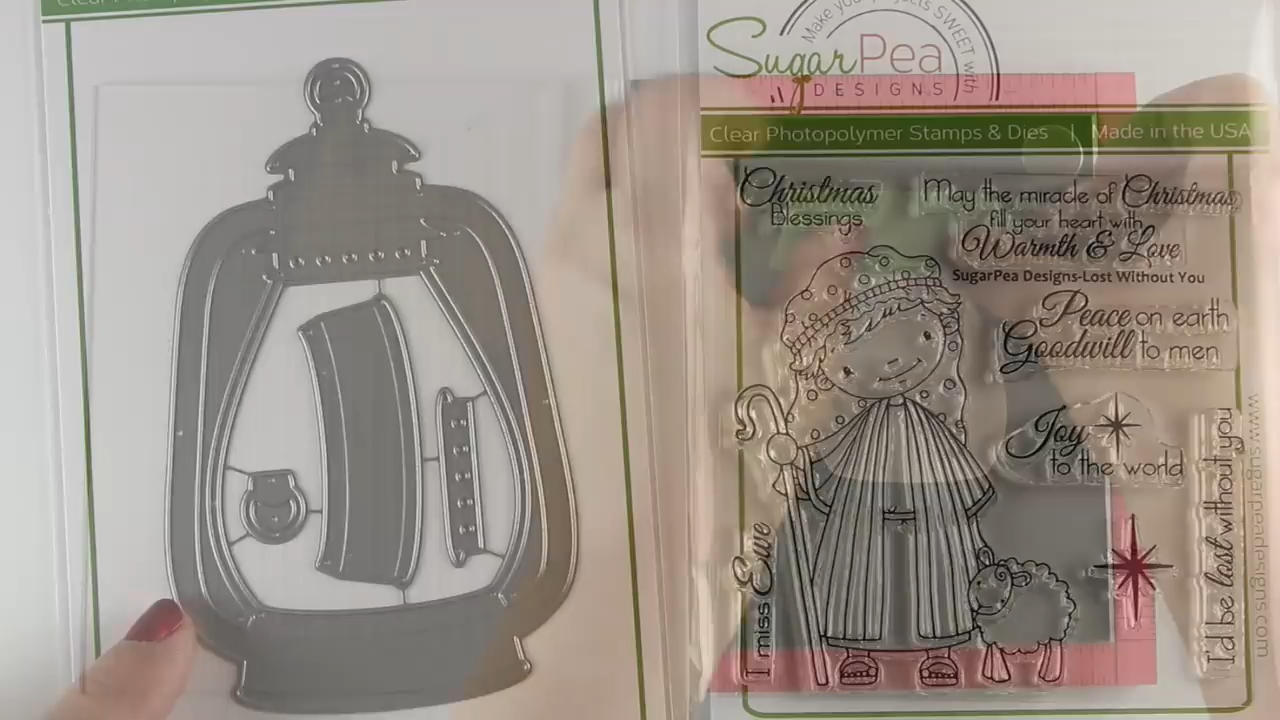 Make your projects SWEET with
SugarPea
DESIGNS
Clear Photopolymer Stamps & Dies | Made in the USA
Christmas
Blessings
May the miracle of Christmas
fill your heart with
Warmth & Love
SugarPea Designs-Lost Without You
Peace on earth
Goodwill to men
Joy
to the world
I miss Ewe
I'd be lost without you
www.sugarpeadesigns.com